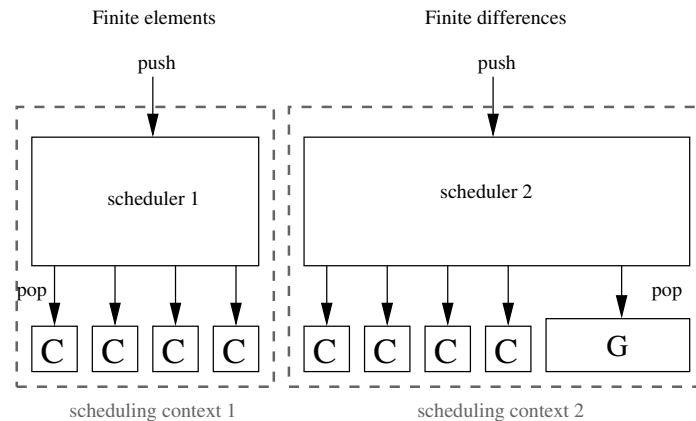 Finite elements Finite differences
push push
scheduler 1 scheduler 2
pop pop
C C C C C C C C G
scheduling context 1 scheduling context 2